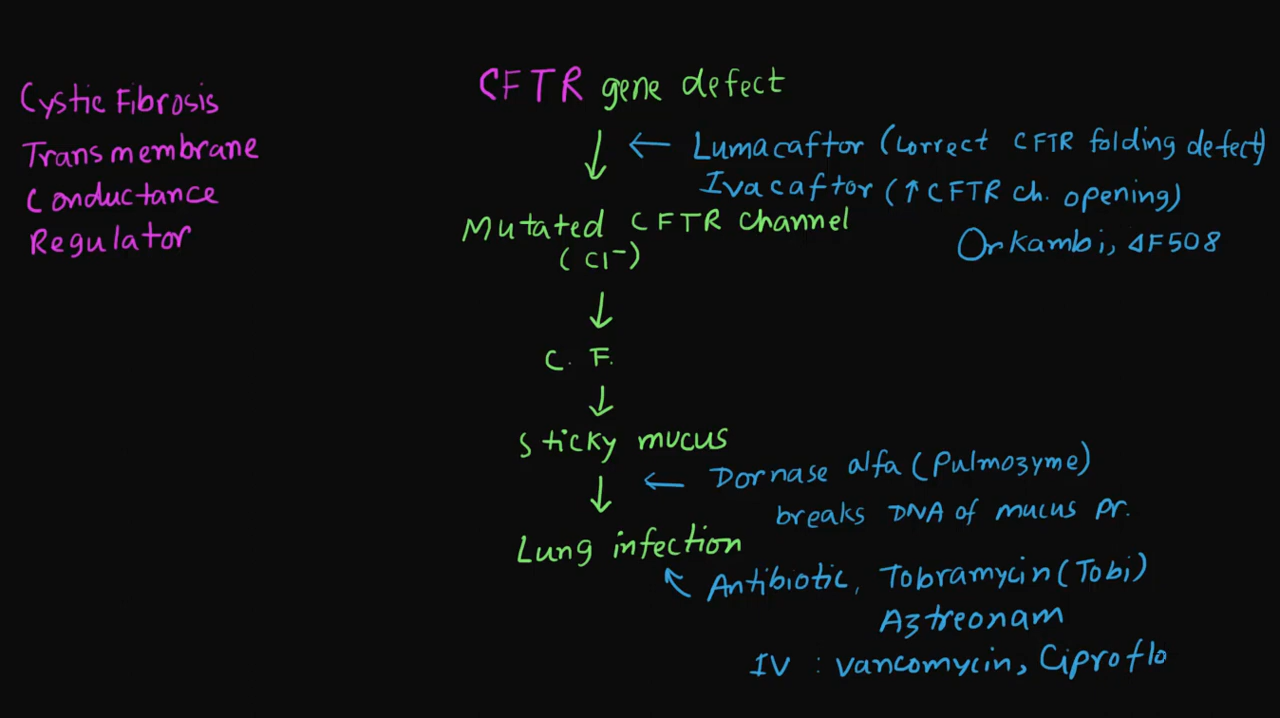 Cystic Fibrosis
Transmembrane
Conductance
Regulator
CFTR gene defect
↓
← Lumacaftor (correct CFTR folding defect)
Ivacaftor (↑ CFTR ch. opening)
Mutated CFTR channel
(Cl⁻)
Orkambi, ΔF508
↓
C. F.
↓
Sticky mucus
↓
← Dornase alfa (Pulmozyme)
breaks DNA of mucus pr.
Lung infection
↖ Antibiotic, Tobramycin (Tobi)
Aztreonam
IV : vancomycin, Ciproflo